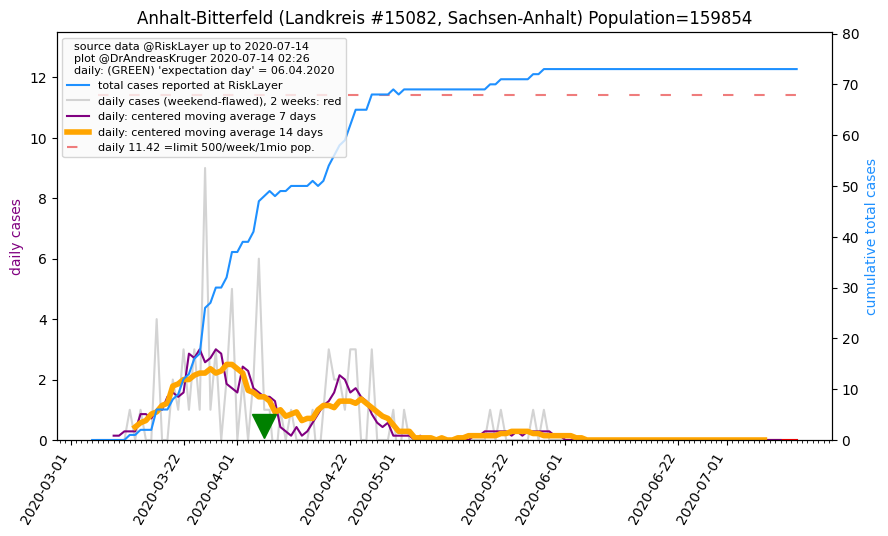 Anhalt-Bitterfeld (Landkreis #15082, Sachsen-Anhalt) Population=159854
source data @RiskLayer up to 2020-07-14
plot @DrAndreasKruger 2020-07-14 02:26
daily: (GREEN) 'expectation day' = 06.04.2020
total cases reported at RiskLayer
daily cases (weekend-flawed), 2 weeks: red
daily: centered moving average 7 days
daily: centered moving average 14 days
daily 11.42 =limit 500/week/1mio pop.
daily cases
12
10
8
6
4
2
0
80
70
60
50
40
30
20
10
0
cumulative total cases
2020-03-01
2020-03-22
2020-04-01
2020-04-22
2020-05-01
2020-05-22
2020-06-01
2020-06-22
2020-07-01